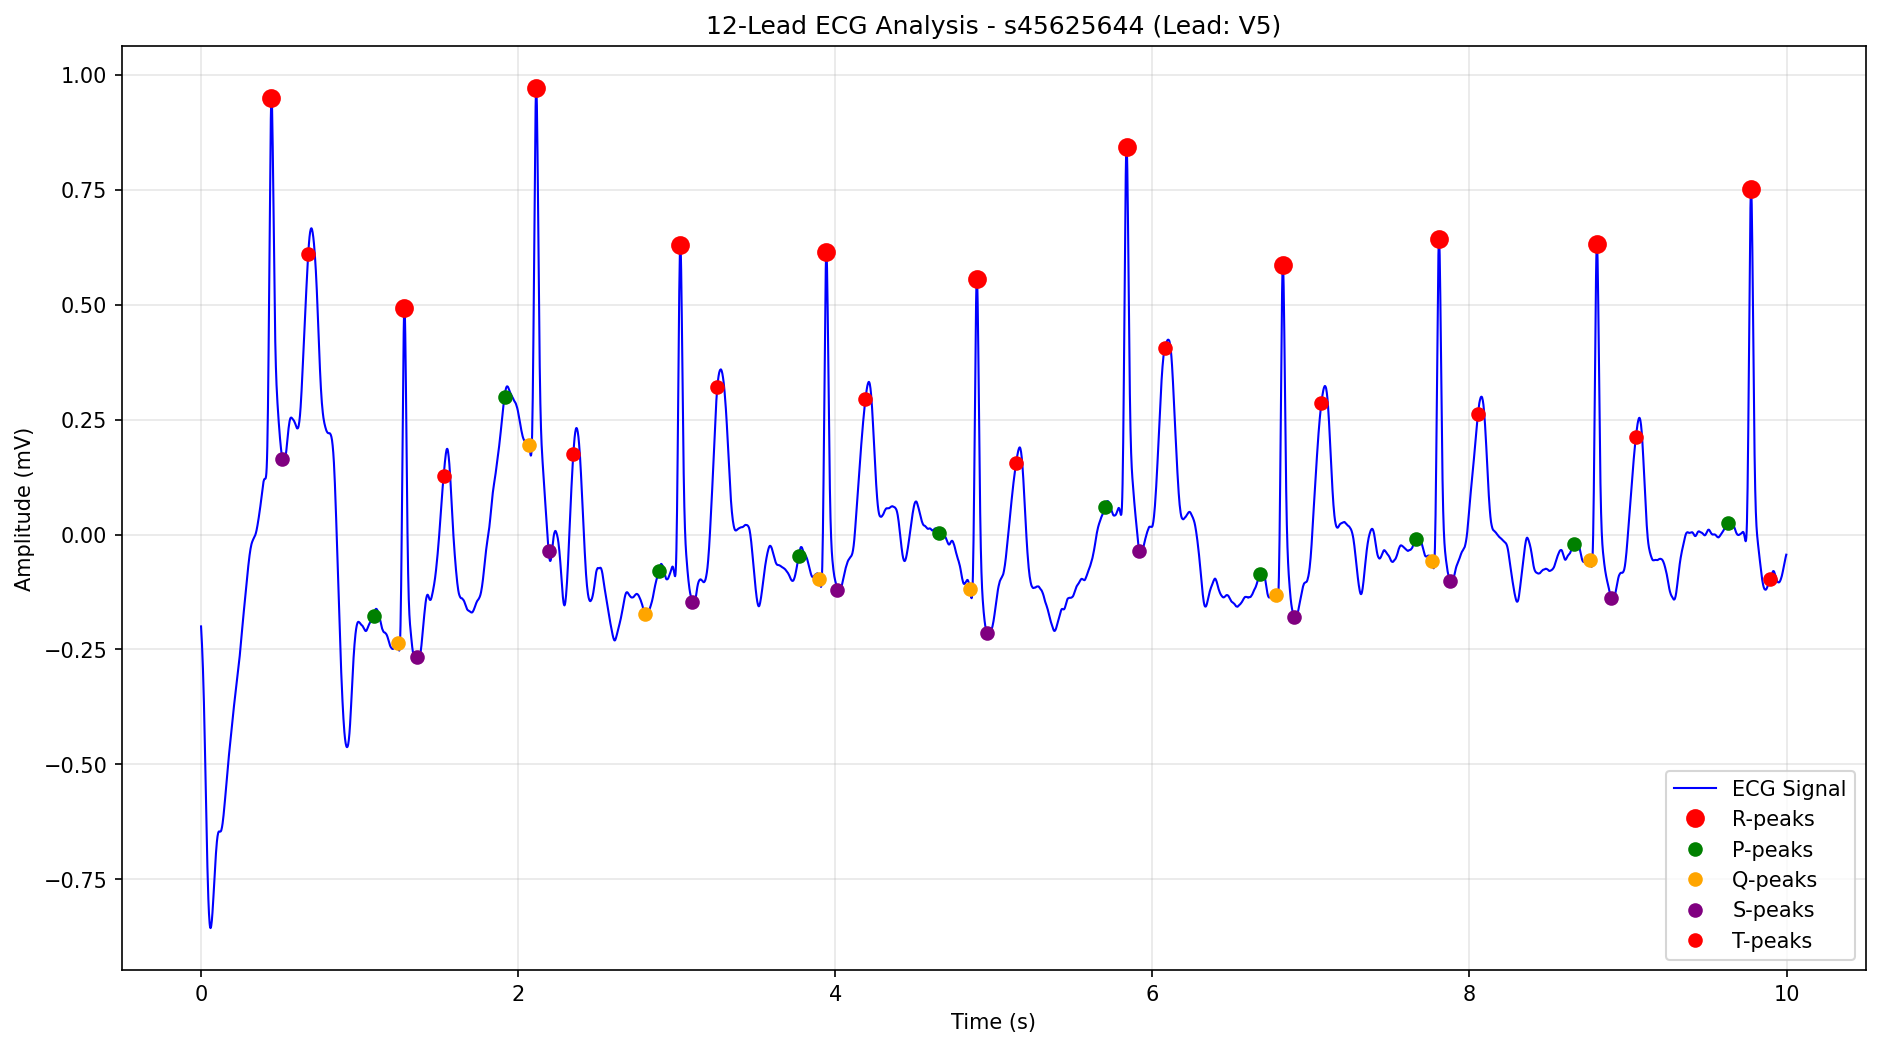 12-Lead ECG Analysis - s45625644 (Lead: V5)
Amplitude (mV)
1.00
0.75
0.50
0.25
0.00
−0.25
−0.50
−0.75
0 2 4 6 8 10
Time (s)
ECG Signal
R-peaks
P-peaks
Q-peaks
S-peaks
T-peaks